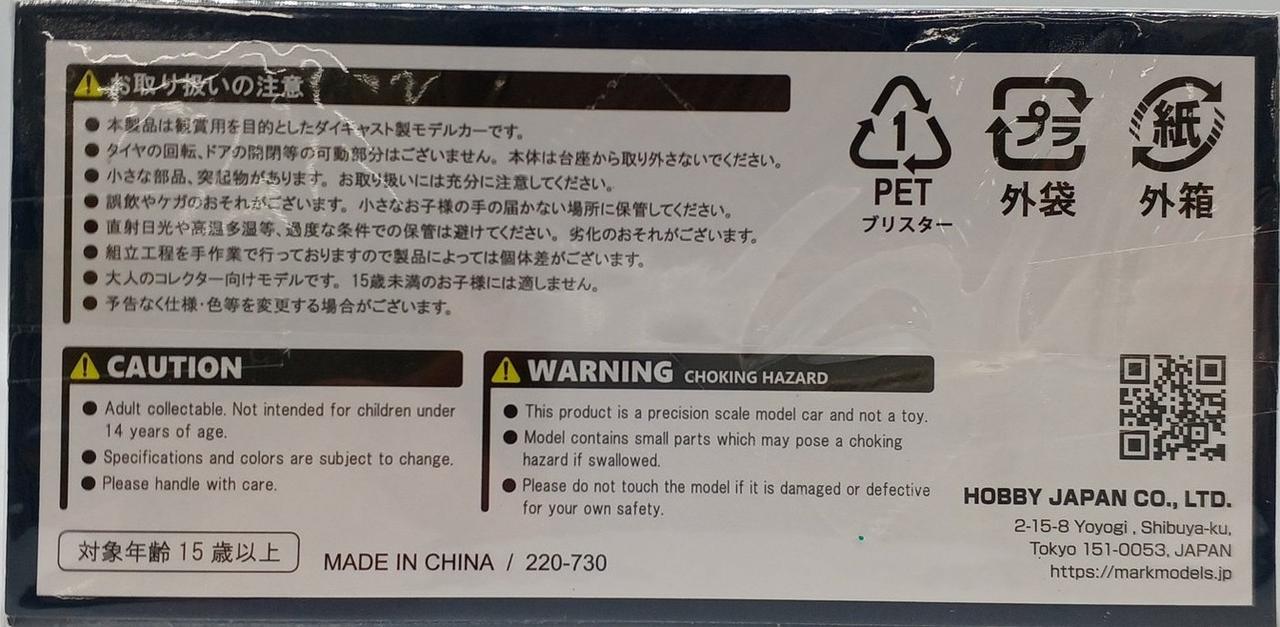 お取り扱いの注意
● 本製品は観賞用を目的としたダイキャスト製モデルカーです。
● タイヤの回転、ドアの開閉等の可動部分はございません。本体は台座から取り外さないでください。
● 小さな部品、突起物があります。お取り扱いには充分に注意してください。
● 誤飲やケガのおそれがございます。小さなお子様の手の届かない場所に保管してください。
● 直射日光や高温多湿等、過度な条件での保管は避けてください。劣化のおそれがございます。
● 組立工程を手作業で行っておりますので製品によっては個体差がございます。
● 大人のコレクター向けモデルです。15歳未満のお子様には適しません。
● 予告なく仕様・色等を変更する場合がございます。
1
PET
ブリスター
プラ
外袋
紙
外箱
CAUTION
● Adult collectable. Not intended for children under
14 years of age.
● Specifications and colors are subject to change.
● Please handle with care.
WARNING CHOKING HAZARD
● This product is a precision scale model car and not a toy.
● Model contains small parts which may pose a choking
hazard if swallowed.
● Please do not touch the model if it is damaged or defective
for your own safety.
対象年齢 15 歳以上
MADE IN CHINA / 220-730
HOBBY JAPAN CO., LTD.
2-15-8 Yoyogi , Shibuya-ku,
Tokyo 151-0053, JAPAN
https://markmodels.jp